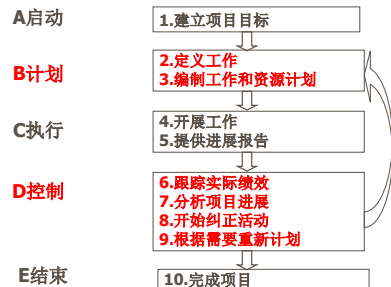 A启动
1.建立项目目标
B计划
2.定义工作
3.编制工作和资源计划
C执行
4.开展工作
5.提供进展报告
D控制
6.跟踪实际绩效
7.分析项目进展
8.开始纠正活动
9.根据需要重新计划
E结束
10.完成项目